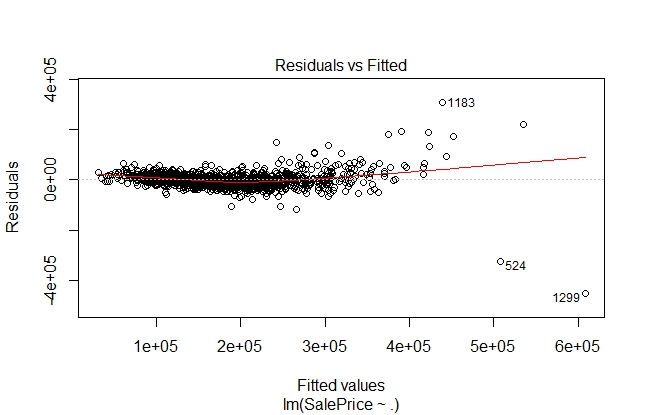 Residuals vs Fitted
Residuals
4e+05
0e+00
-4e+05
1183
524
1299
1e+05 2e+05 3e+05 4e+05 5e+05 6e+05
Fitted values
lm(SalePrice ~ .)